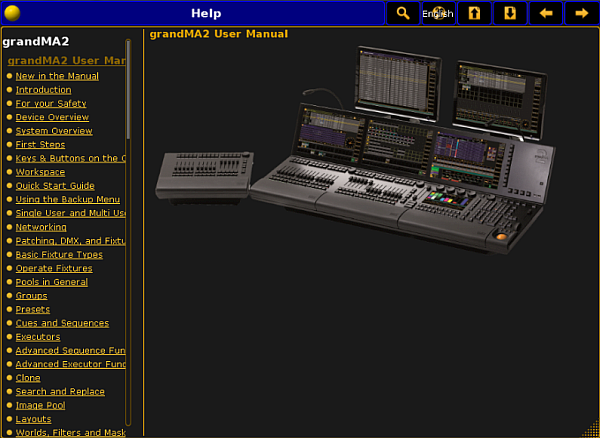 Help
English
grandMA2
grandMA2 User Man
grandMA2 User Manual
New in the Manual
Introduction
For your Safety
Device Overview
System Overview
First Steps
Keys & Buttons on the C
Workspace
Quick Start Guide
Using the Backup Menu
Single User and Multi Use
Networking
Patching, DMX, and Fixtu
Basic Fixture Types
Operate Fixtures
Pools in General
Groups
Presets
Cues and Sequences
Executors
Advanced Sequence Fun
Advanced Executor Func
Clone
Search and Replace
Image Pool
Layouts
Worlds, Filters and Mask